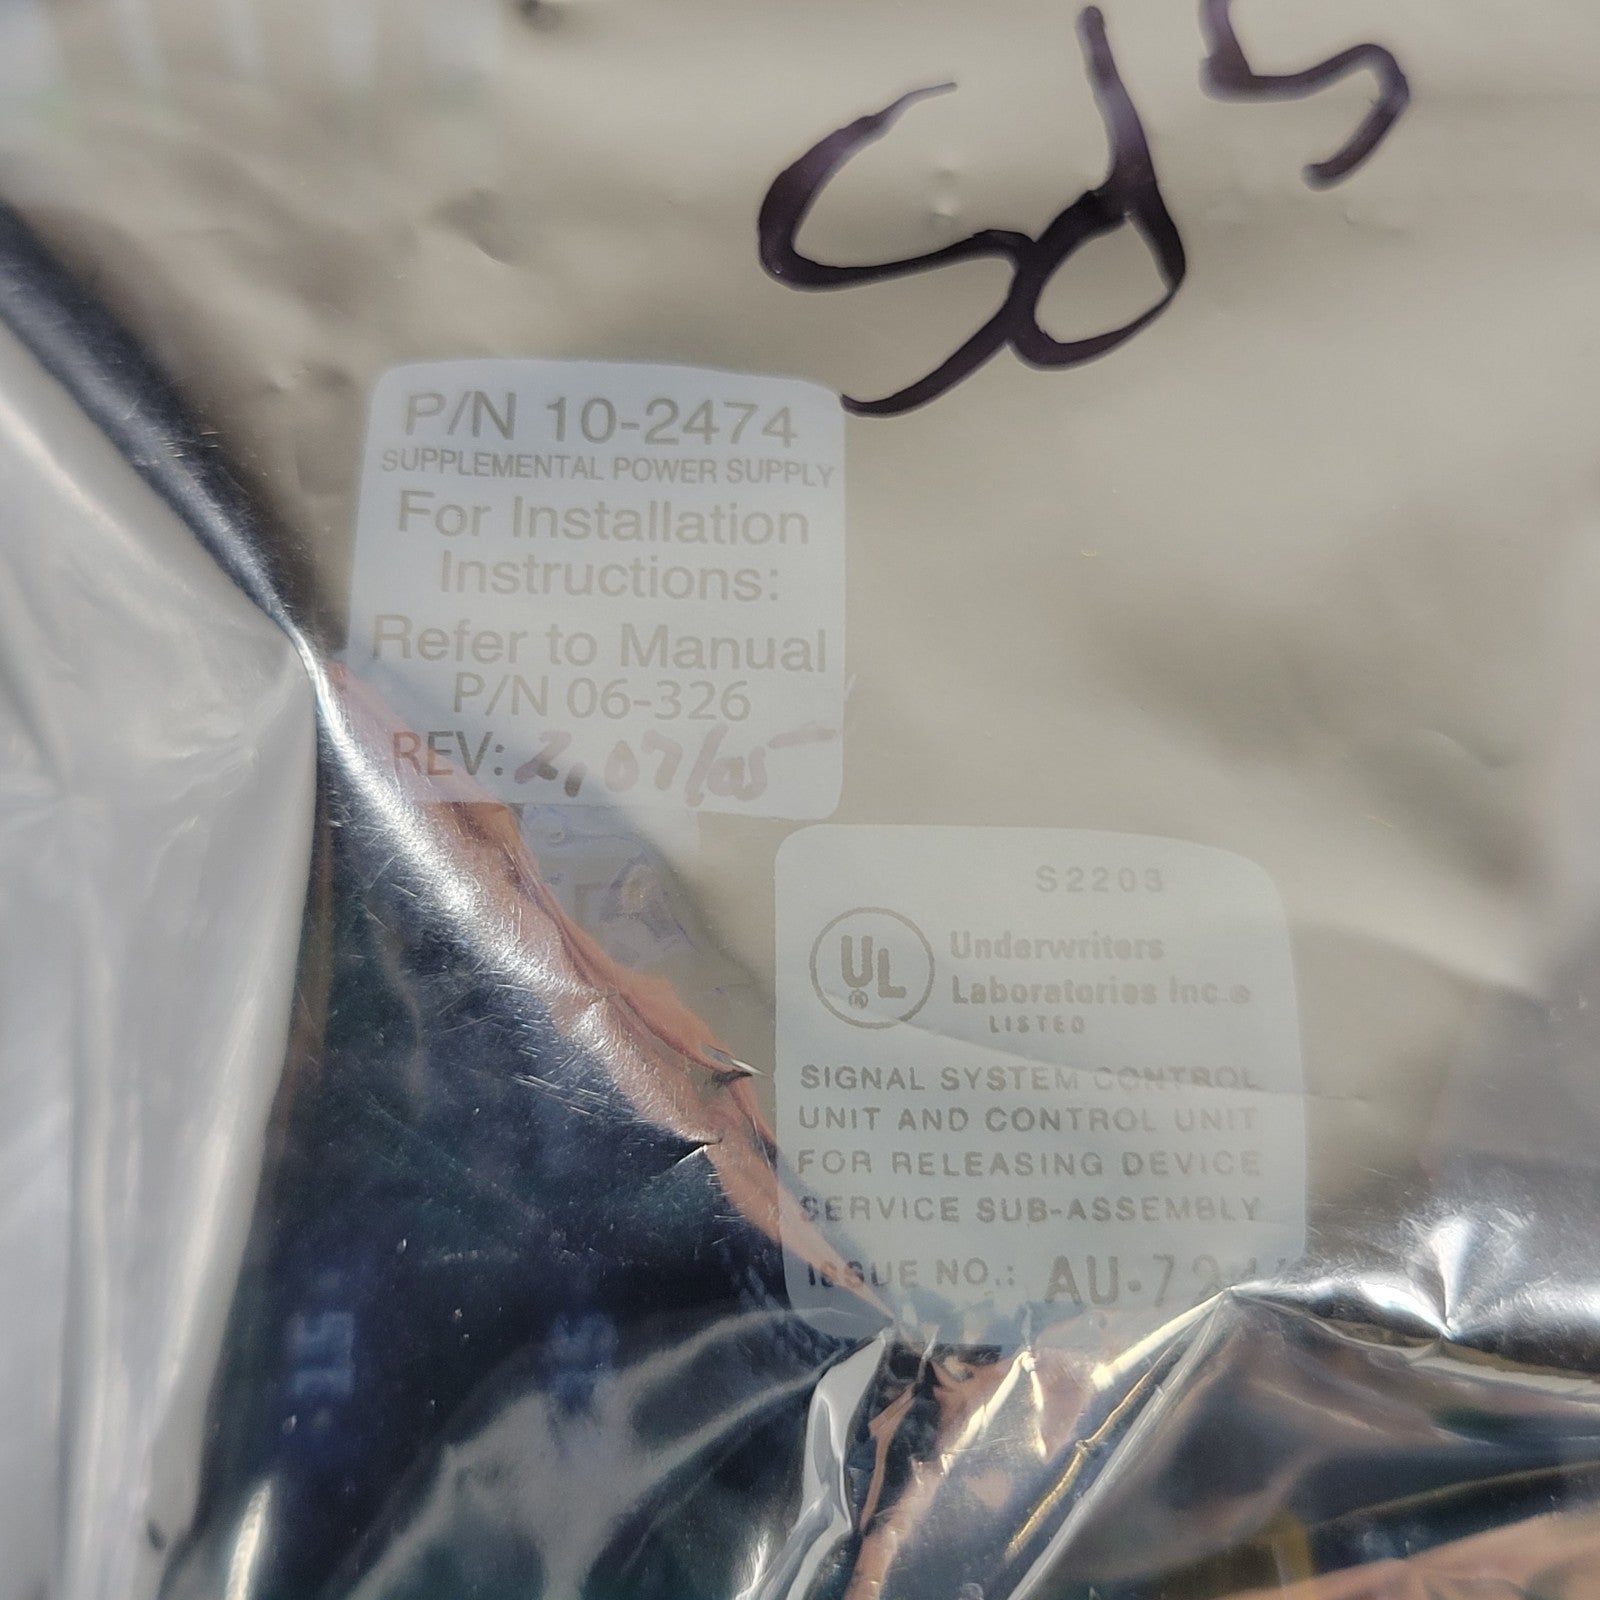 Sds
P/N 10-2474
SUPPLEMENTAL POWER SUPPLY
For Installation
Instructions:
Refer to Manual
P/N 06-326
REV: 2, 07/05
S2203
UL
®
Underwriters
Laboratories Inc.®
LISTED
SIGNAL SYSTEM CONTROL
UNIT AND CONTROL UNIT
FOR RELEASING DEVICE
SERVICE SUB-ASSEMBLY
ISSUE NO.: